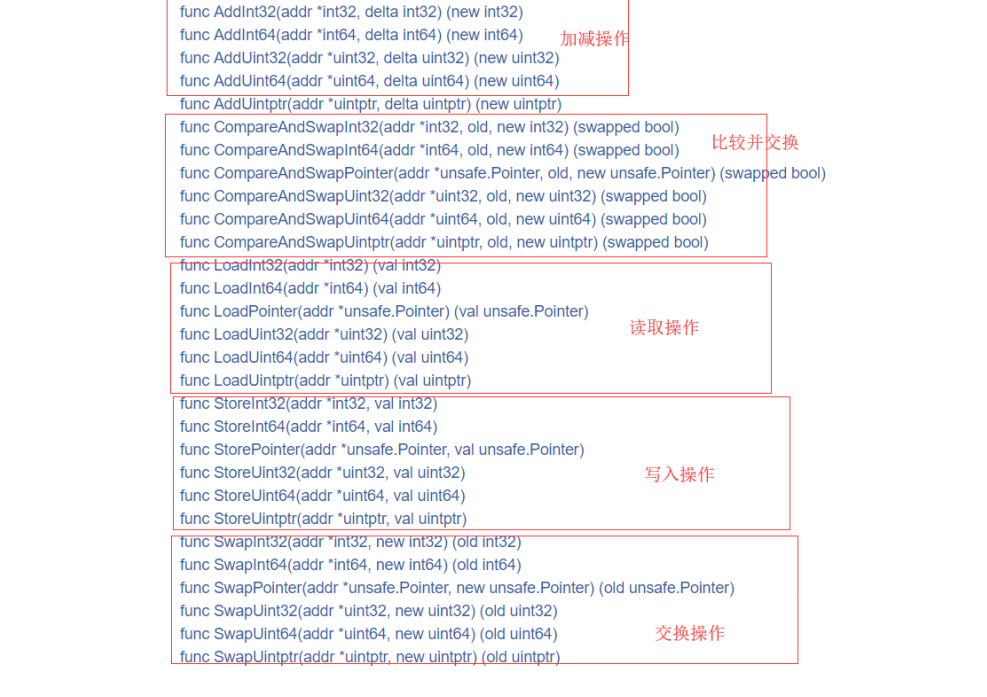 func AddInt32(addr *int32, delta int32) (new int32)
func AddInt64(addr *int64, delta int64) (new int64)
加减操作
func AddUint32(addr *uint32, delta uint32) (new uint32)
func AddUint64(addr *uint64, delta uint64) (new uint64)
func AddUintptr(addr *uintptr, delta uintptr) (new uintptr)
func CompareAndSwapInt32(addr *int32, old, new int32) (swapped bool)
比较并交换
func CompareAndSwapInt64(addr *int64, old, new int64) (swapped bool)
func CompareAndSwapPointer(addr *unsafe.Pointer, old, new unsafe.Pointer) (swapped bool)
func CompareAndSwapUint32(addr *uint32, old, new uint32) (swapped bool)
func CompareAndSwapUint64(addr *uint64, old, new uint64) (swapped bool)
func CompareAndSwapUintptr(addr *uintptr, old, new uintptr) (swapped bool)
func LoadInt32(addr *int32) (val int32)
func LoadInt64(addr *int64) (val int64)
func LoadPointer(addr *unsafe.Pointer) (val unsafe.Pointer)
读取操作
func LoadUint32(addr *uint32) (val uint32)
func LoadUint64(addr *uint64) (val uint64)
func LoadUintptr(addr *uintptr) (val uintptr)
func StoreInt32(addr *int32, val int32)
func StoreInt64(addr *int64, val int64)
func StorePointer(addr *unsafe.Pointer, val unsafe.Pointer)
func StoreUint32(addr *uint32, val uint32)
写入操作
func StoreUint64(addr *uint64, val uint64)
func StoreUintptr(addr *uintptr, val uintptr)
func SwapInt32(addr *int32, new int32) (old int32)
func SwapInt64(addr *int64, new int64) (old int64)
func SwapPointer(addr *unsafe.Pointer, new unsafe.Pointer) (old unsafe.Pointer)
func SwapUint32(addr *uint32, new uint32) (old uint32)
func SwapUint64(addr *uint64, new uint64) (old uint64)
交换操作
func SwapUintptr(addr *uintptr, new uintptr) (old uintptr)